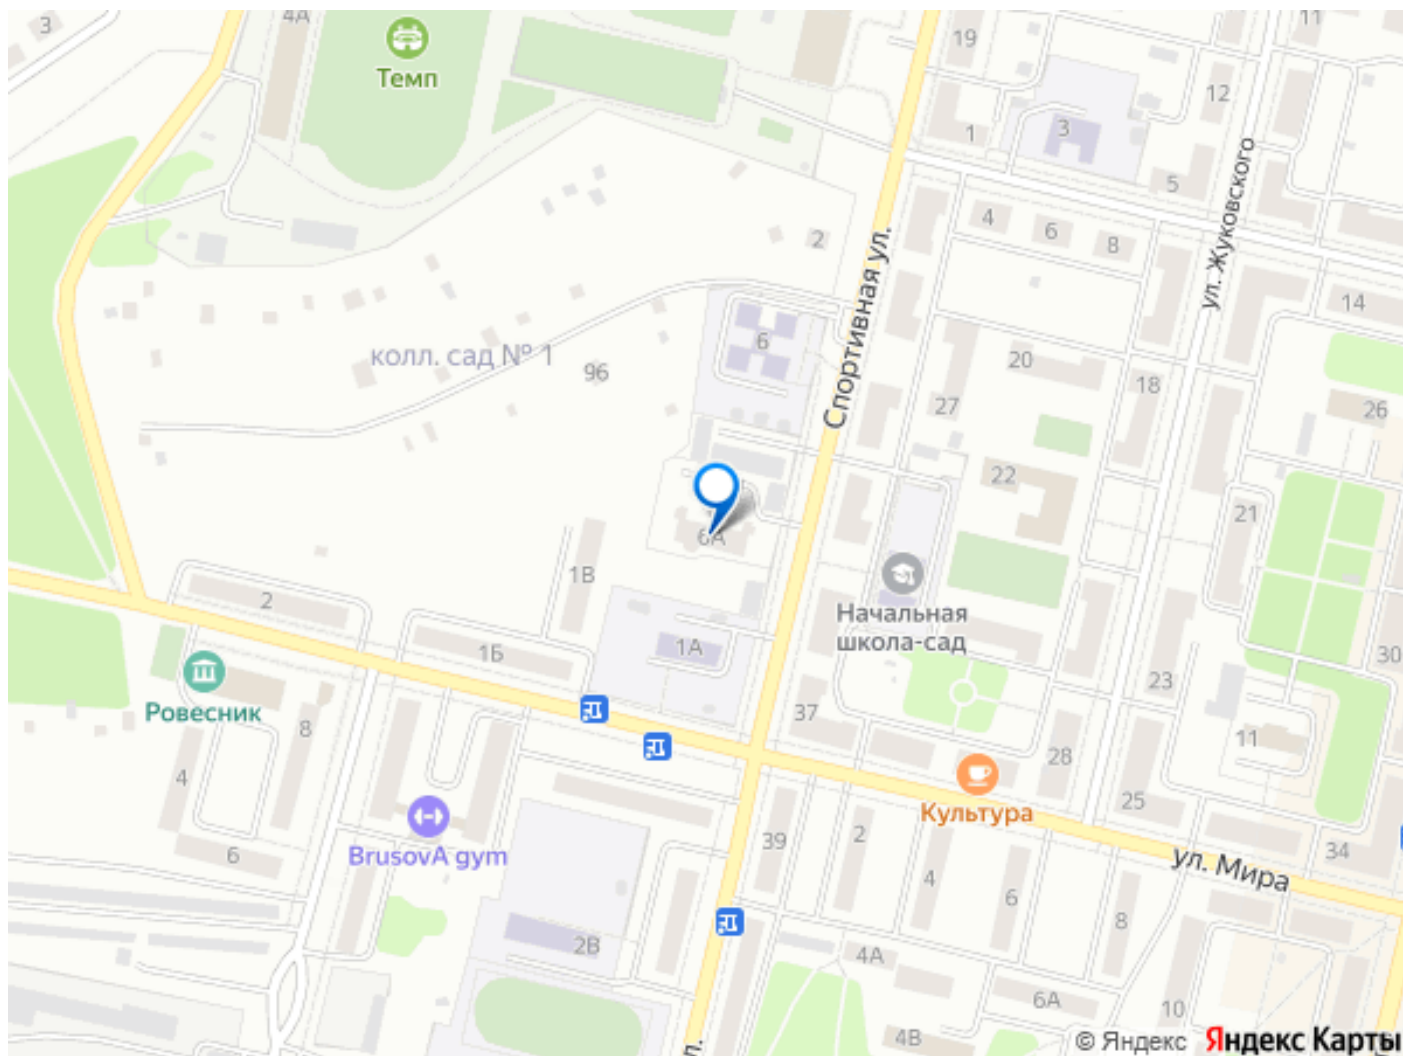 3
4А
11
19
Темп
12
1
3
5
ул. Жуковского
4
6
8
2
Спортивная ул.
14
6
колл. сад № 1
96
20
18
27
26
22
21
6А
1В
2
Начальная
школа-сад
1А
1Б
30
23
Ровесник
37
8
11
28
4
25
Культура
39
2
34
BrusovA gym
6
ул. Мира
4
6
8
2В
4А
6А
10
4В
л.
© Яндекс
Яндекс Карты